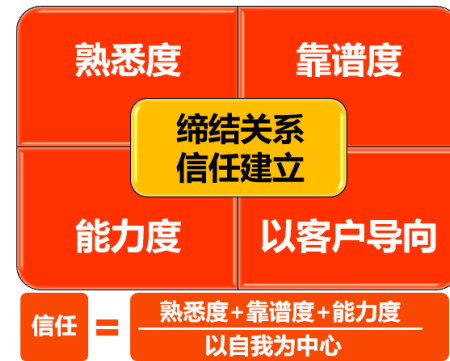 熟悉度
靠谱度
缔结关系
信任建立
能力度
以客户导向
信任 = 熟悉度+靠谱度+能力度
以自我为中心